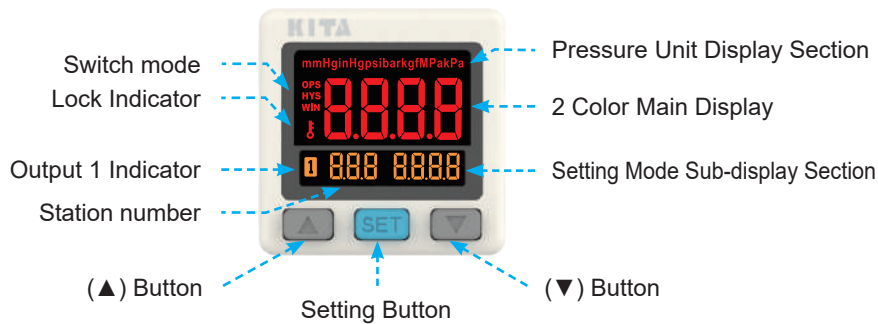 KITA
mmHginHgpsibarkgfMPakPa
OPS
HYS
WIN
8.8.8.8
1
8.8.8 8.8.8.8
▲
SET
▼
Switch mode
Lock Indicator
Output 1 Indicator
Station number
Pressure Unit Display Section
2 Color Main Display
Setting Mode Sub-display Section
(▲) Button
Setting Button
(▼) Button